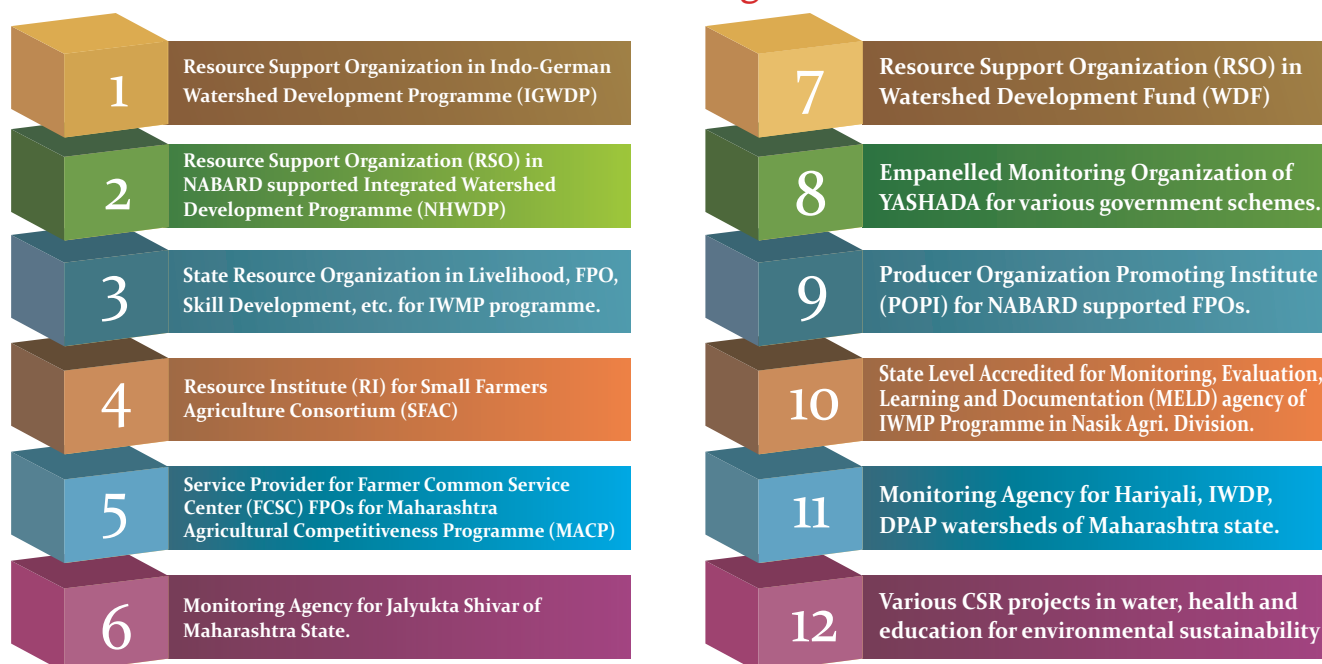 1
Resource Support Organization in Indo-German
Watershed Development Programme (IGWDP)
2
Resource Support Organization (RSO) in
NABARD supported Integrated Watershed
Development Programme (NHWDP)
3
State Resource Organization in Livelihood, FPO,
Skill Development, etc. for IWMP programme.
4
Resource Institute (RI) for Small Farmers
Agriculture Consortium (SFAC)
5
Service Provider for Farmer Common Service
Center (FCSC) FPOs for Maharashtra
Agricultural Competitiveness Programme (MACP)
6
Monitoring Agency for Jalyukta Shivar of
Maharashtra State.
7
Resource Support Organization (RSO) in
Watershed Development Fund (WDF)
8
Empanelled Monitoring Organization of
YASHADA for various government schemes.
9
Producer Organization Promoting Institute
(POPI) for NABARD supported FPOs.
10
State Level Accredited for Monitoring, Evaluation,
Learning and Documentation (MELD) agency of
IWMP Programme in Nasik Agri. Division.
11
Monitoring Agency for Hariyali, IWDP,
DPAP watersheds of Maharashtra state.
12
Various CSR projects in water, health and
education for environmental sustainability